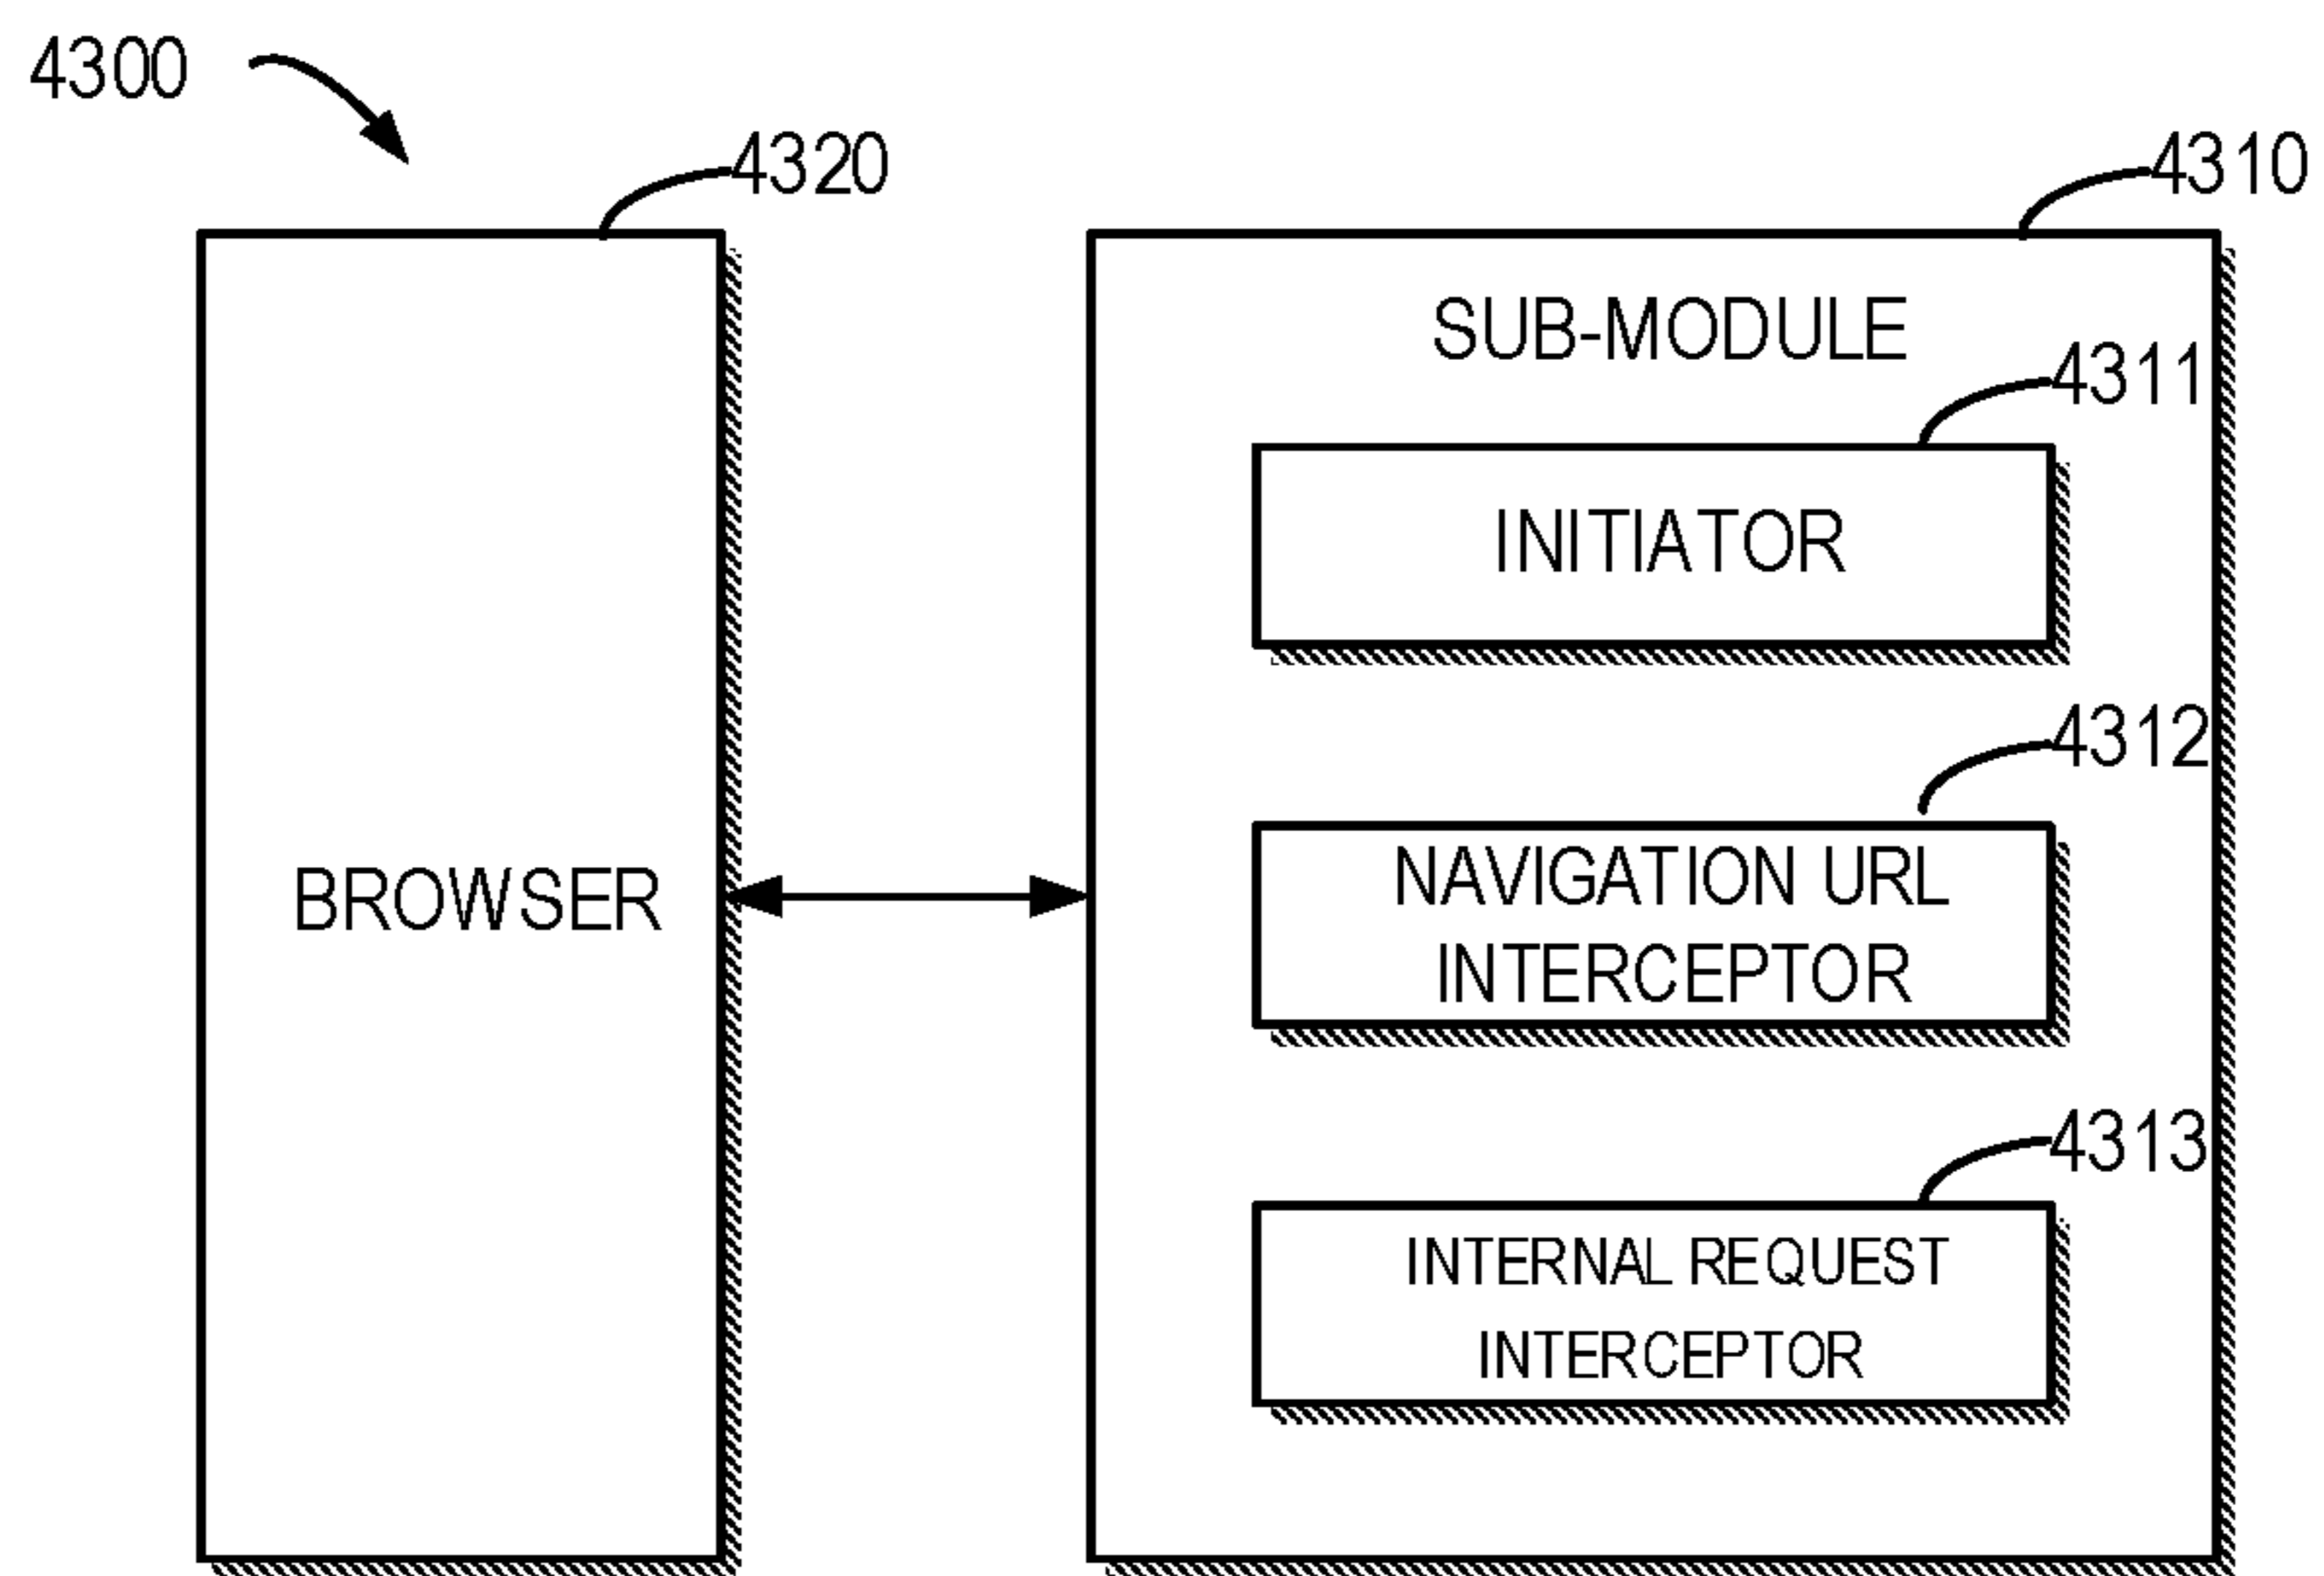 4300
4320
4310
SUB-MODULE
4311
INITIATOR
4312
BROWSER
NAVIGATION URL
INTERCEPTOR
4313
INTERNAL REQUEST
INTERCEPTOR